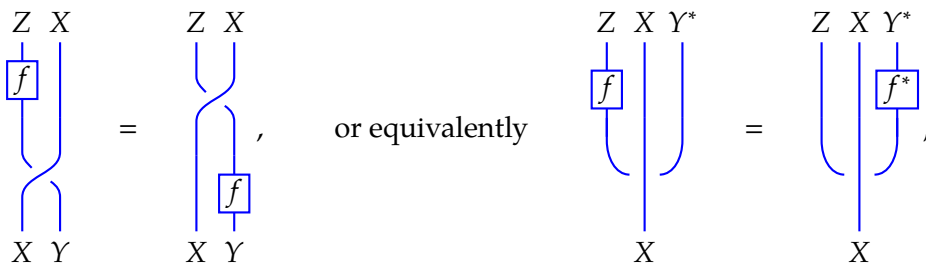 Z X Z X Z X Y* Z X Y*
f f f*
= , or equivalently = ,
f
X Y X Y X X